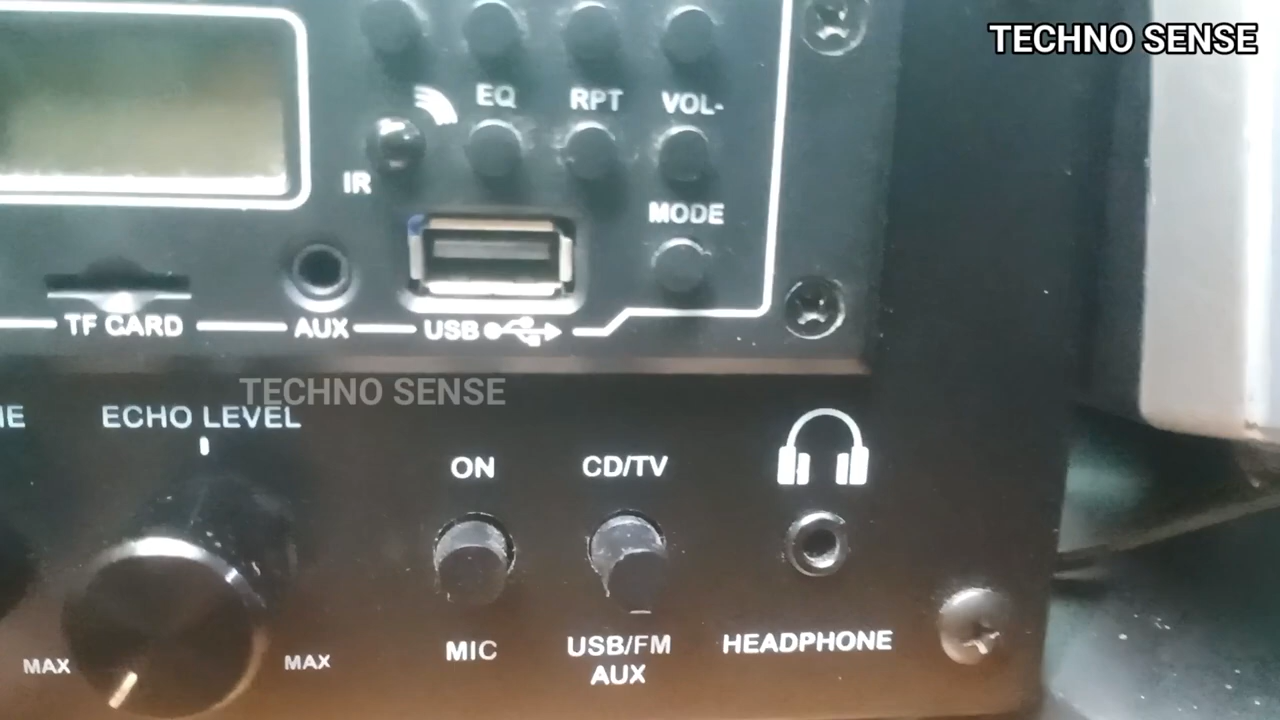 TECHNO SENSE
EQ RPT VOL-
IR
MODE
TF CARD AUX USB
TECHNO SENSE
ECHO LEVEL
ON CD/TV
MAX MAX MIC USB/FM HEADPHONE
AUX